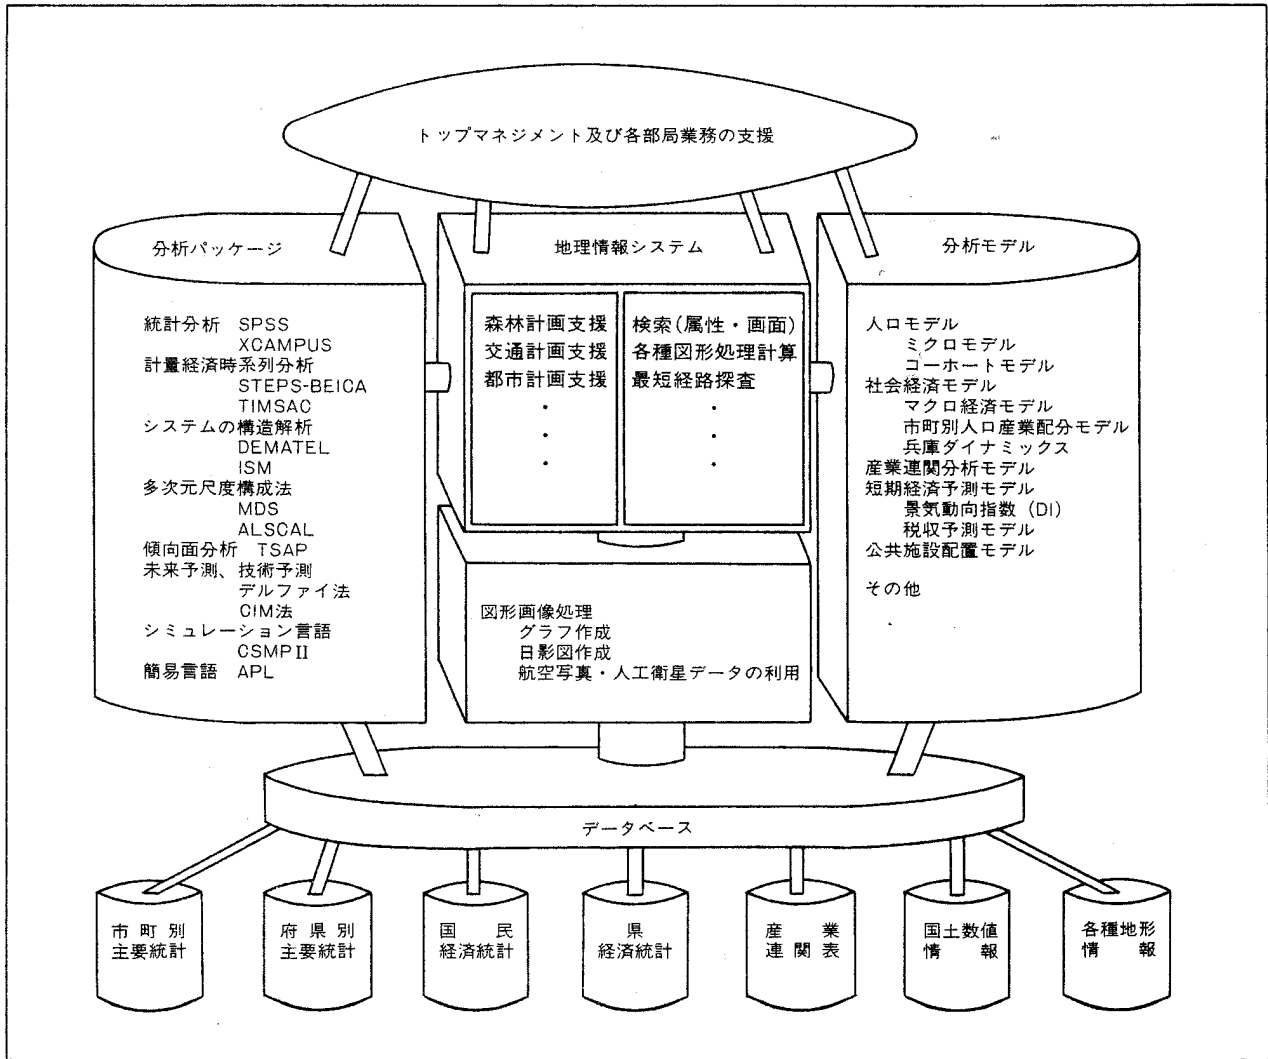 トップマネジメント及び各部局業務の支援
分析パッケージ
統計分析 SPSS
XCAMPUS
計量経済時系列分析
STEPS-BEICA
TIMSAC
システムの構造解析
DEMATEL
ISM
多次元尺度構成法
MDS
ALSCAL
傾向面分析 TSAP
未来予測、技術予測
デルファイ法
CIM法
シミュレーション言語
CSMPⅡ
簡易言語 APL
地理情報システム
森林計画支援
交通計画支援
都市計画支援
・
・
・
検索(属性・画面)
各種図形処理計算
最短経路探査
・
・
・
図形画像処理
グラフ作成
日影図作成
航空写真・人工衛星データの利用
分析モデル
人口モデル
ミクロモデル
コーホートモデル
社会経済モデル
マクロ経済モデル
市町別人口産業配分モデル
兵庫ダイナミックス
産業連関分析モデル
短期経済予測モデル
景気動向指数(DI)
税収予測モデル
公共施設配置モデル
その他
データベース
市町別
主要統計
府県別
主要統計
国民
経済統計
県
経済統計
産業
連関表
国土数値
情報
各種地形
情報